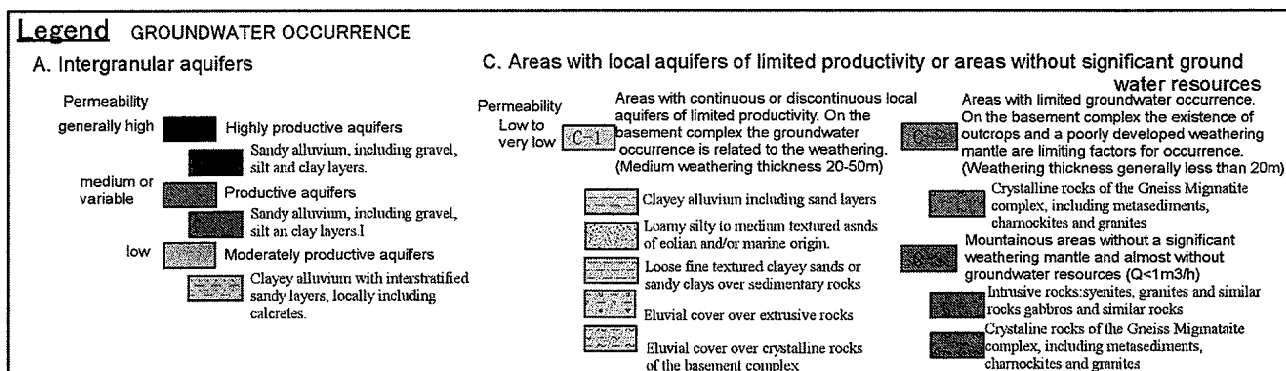 Legend GROUNDWATER OCCURRENCE
A. Intergranular aquifers
Permeability
generally high
Highly productive aquifers
Sandy alluvium, including gravel,
silt and clay layers.
medium or
variable
Productive aquifers
Sandy alluvium, including gravel,
silt an clay layers.I
low
Moderately productive aquifers
Clayey alluvium with interstratified
sandy layers, locally including
calcretes.
C. Areas with local aquifers of limited productivity or areas without significant ground
water resources
Permeability
Low to
very low
C-1
Areas with continuous or discontinuous local
aquifers of limited productivity. On the
basement complex the groundwater
occurrence is related to the weathering.
(Medium weathering thickness 20-50m)
Clayey alluvium including sand layers
Loamy silty to medium textured asnds
of eolian and/or marine origin.
Loose fine textured clayey sands or
sandy clays over sedimentary rocks
Eluvial cover over extrusive rocks
Eluvial cover over crystalline rocks
of the basement complex
Areas with limited groundwater occurrence.
On the basement complex the existence of
outcrops and a poorly developed weathering
mantle are limiting factors for occurrence.
(Weathering thickness generally less than 20m)
Crystalline rocks of the Gneiss Migmatite
complex, including metasediments,
charnockites and granites
Mountainous areas without a significant
weathering mantle and almost without
groundwater resources (Q<1m3/h)
Intrusive rocks:syenites, granites and similar
rocks gabbros and similar rocks
Crystaline rocks of the Gneiss Migmataite
complex, including metasediments,
charnockites and granites